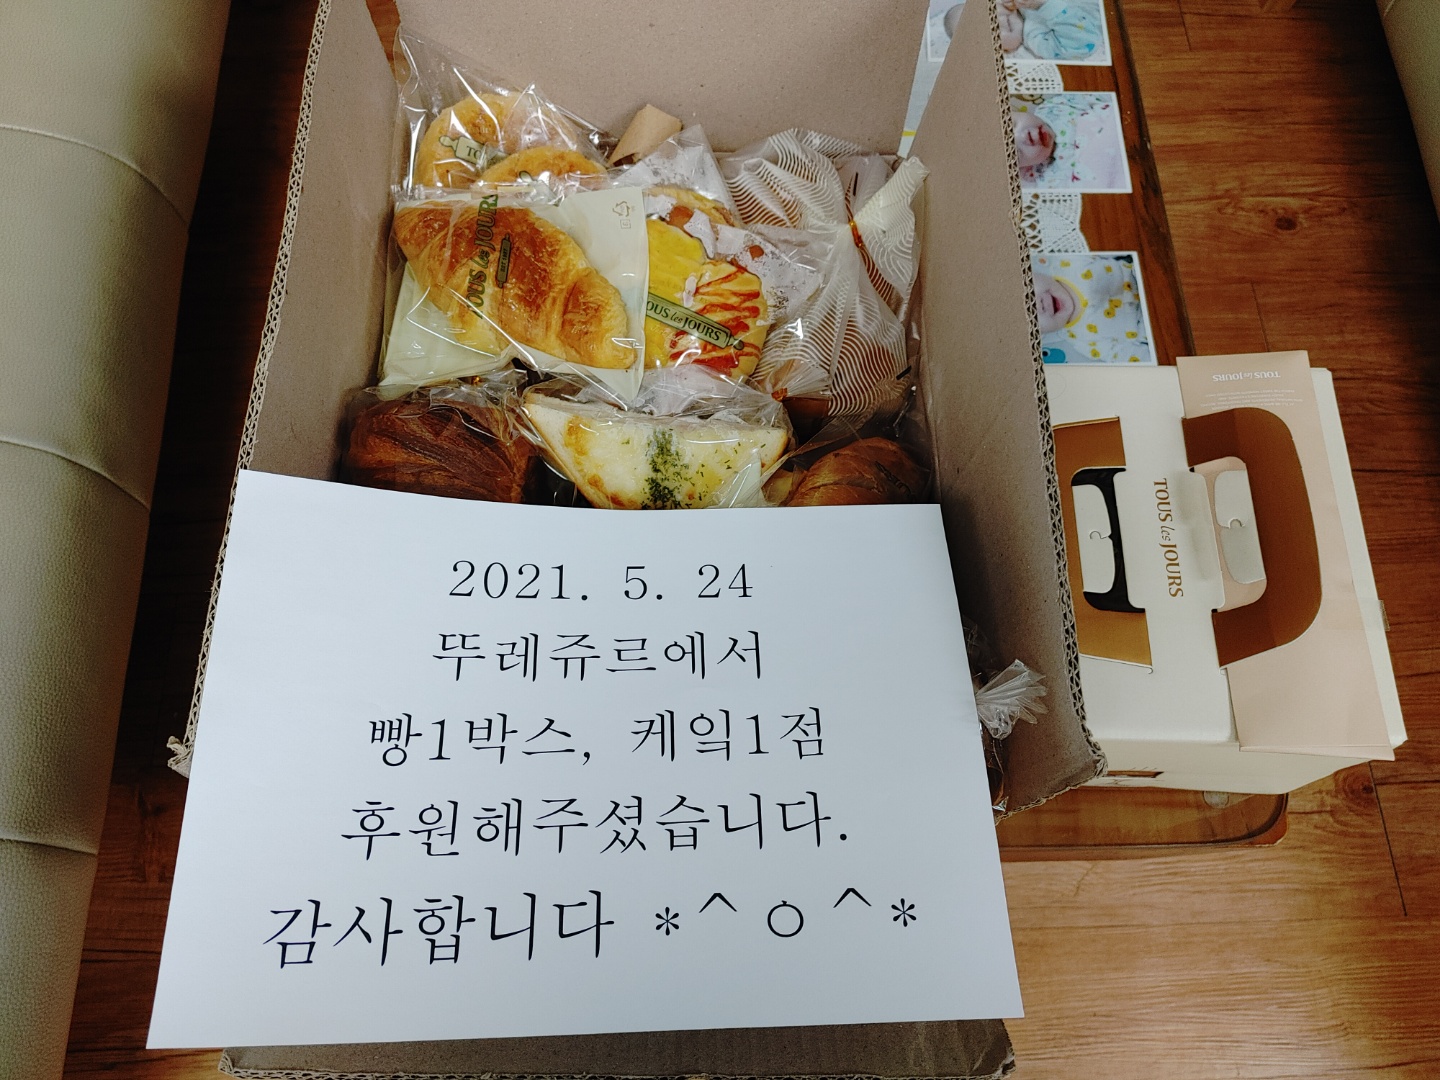 TOUS les JOURS
TOUS les JOURS
TOUS les JOURS
TOUS les JOURS
2021. 5. 24
뚜레쥬르에서
빵1박스, 케잌1점
후원해주셨습니다.
감사합니다 *^ㅇ^*